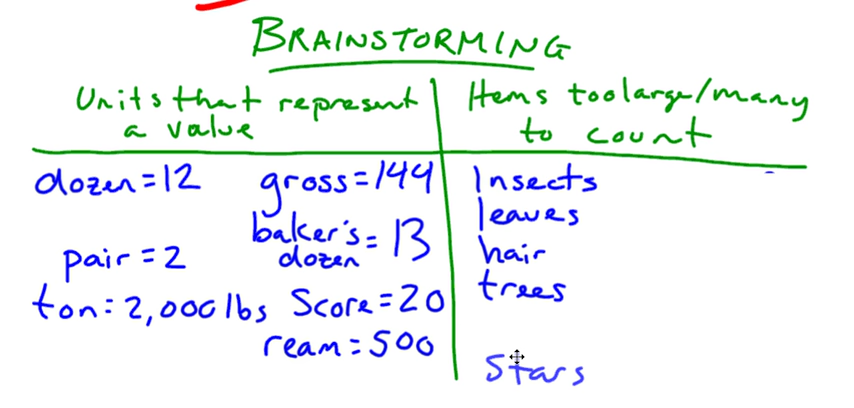 BRAINSTORMING
Units that represent
a value
Items too large/many
to count
dozen=12
gross=144
baker's
dozen = 13
pair = 2
ton: 2,000 lbs
Score=20
ream=500
Insects
leaves
hair
trees
Stars